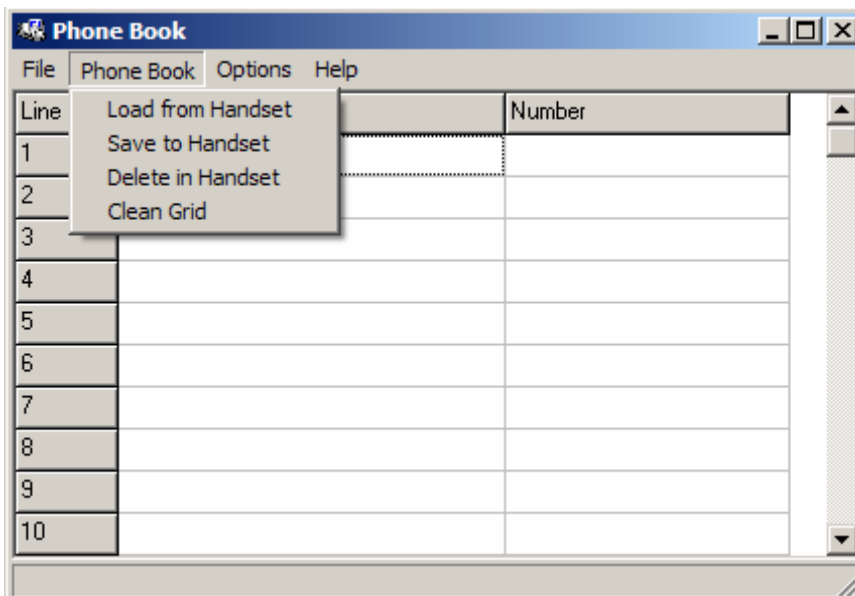 Phone Book
File Phone Book Options Help
Line Load from Handset Number
1 Save to Handset
Delete in Handset
2 Clean Grid
3
4
5
6
7
8
9
10